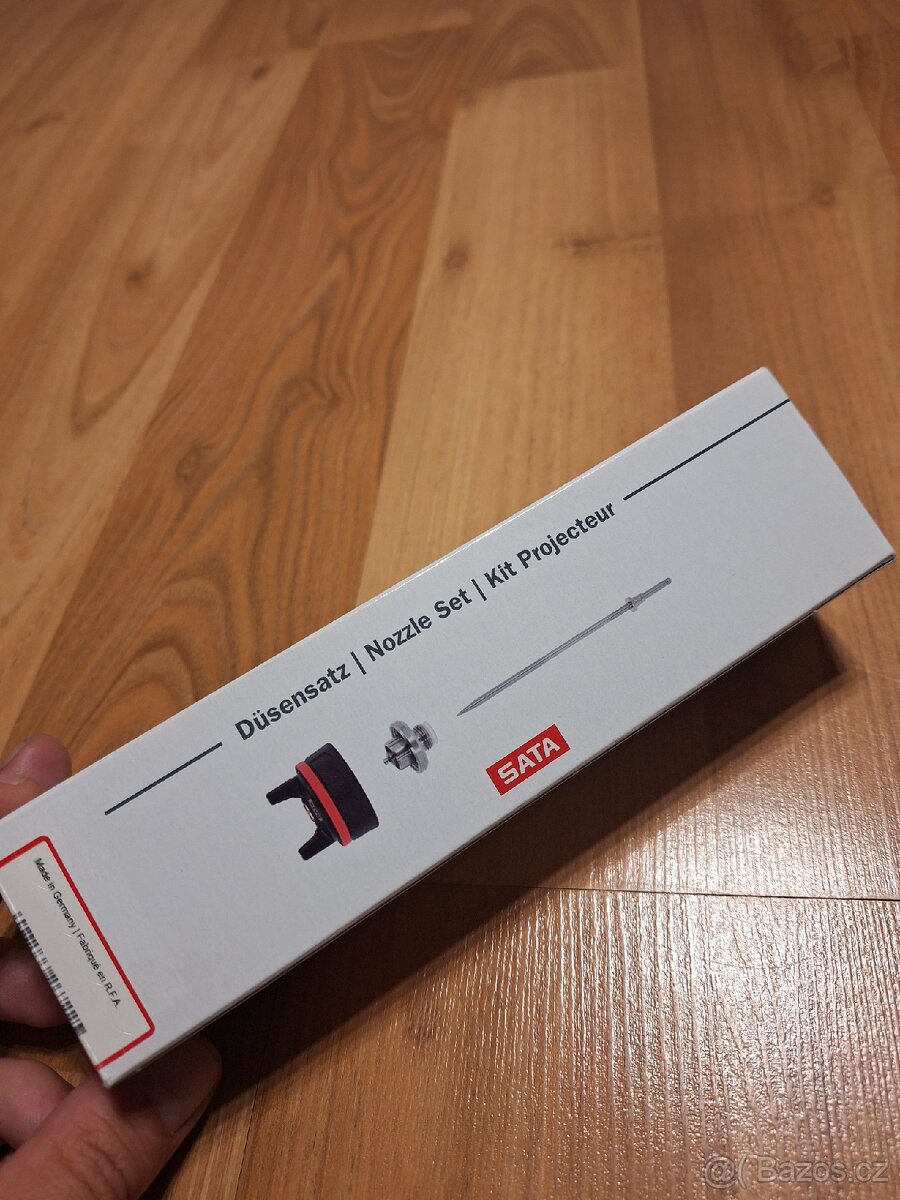 Düsensatz | Nozzle Set | Kit Projecteur
SATA
Made in Germany | Fabriqué en R.F.A.
Bazos.cz